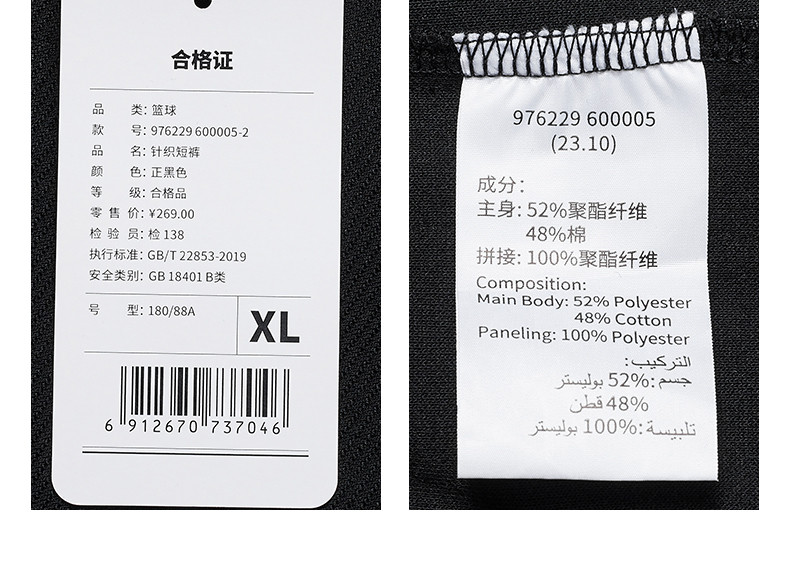 合格证
品 类: 篮球
款 号: 976229 600005-2
品 名: 针织短裤
颜 色: 正黑色
等 级: 合格品
零 售 价: ¥269.00
检 验 员: 检 138
执行标准: GB/T 22853-2019
安全类别: GB 18401 B类
号 型: 180/88A
XL
6 912670 737046
976229 600005
(23.10)
成分:
主身: 52%聚酯纤维
48%棉
拼接: 100%聚酯纤维
Composition:
Main Body: 52% Polyester
48% Cotton
Paneling: 100% Polyester
التركيب:
جسم: 52% بوليستر
48% قطن
تلبيسة: 100% بوليستر